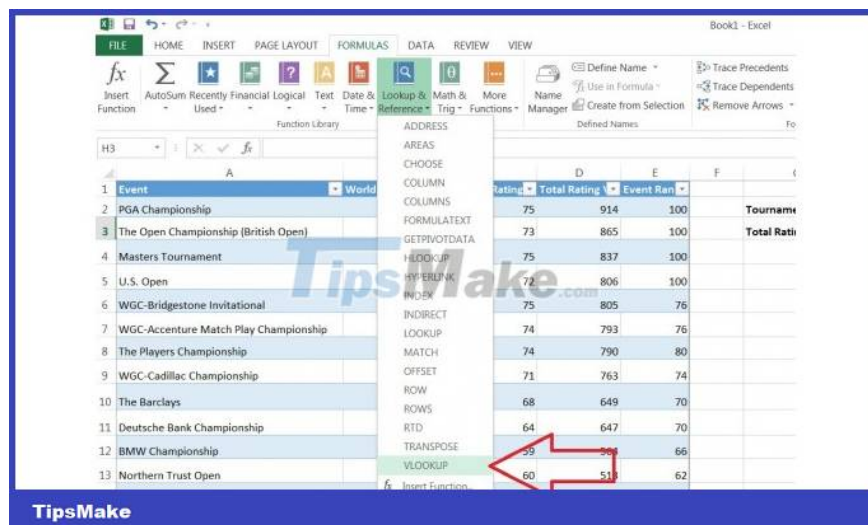 Book1 - Excel
FILE HOME INSERT PAGE LAYOUT FORMULAS DATA REVIEW VIEW
fx Insert Function
Σ AutoSum
Recently Used
Financial
Logical
?
Text
A
Date & Time
Lookup & Reference
Math & Trig
θ
More Functions
...
Function Library
Name Manager
Define Name
Use in Formula
Create from Selection
Defined Names
Trace Precedents
Trace Dependents
Remove Arrows
Fo
H3 fx
ADDRESS
AREAS
CHOOSE
COLUMN
COLUMNS
FORMULATEXT
GETPIVOTDATA
HLOOKUP
HYPERLINK
INDEX
INDIRECT
LOOKUP
MATCH
OFFSET
ROW
ROWS
RTD
TRANSPOSE
VLOOKUP
fx Insert Function...
A D E F
1 Event World Rating Total Rating V Event Ran
2 PGA Championship 75 914 100 Tourname
3 The Open Championship (British Open) 73 865 100 Total Rati
4 Masters Tournament 75 837 100
5 U.S. Open 72 806 100
6 WGC-Bridgestone Invitational 75 805 76
7 WGC-Accenture Match Play Championship 74 793 76
8 The Players Championship 74 790 80
9 WGC-Cadillac Championship 71 763 74
10 The Barclays 68 649 70
11 Deutsche Bank Championship 64 647 70
12 BMW Championship 59 66
13 Northern Trust Open 60 62
TipsMake.com
TipsMake